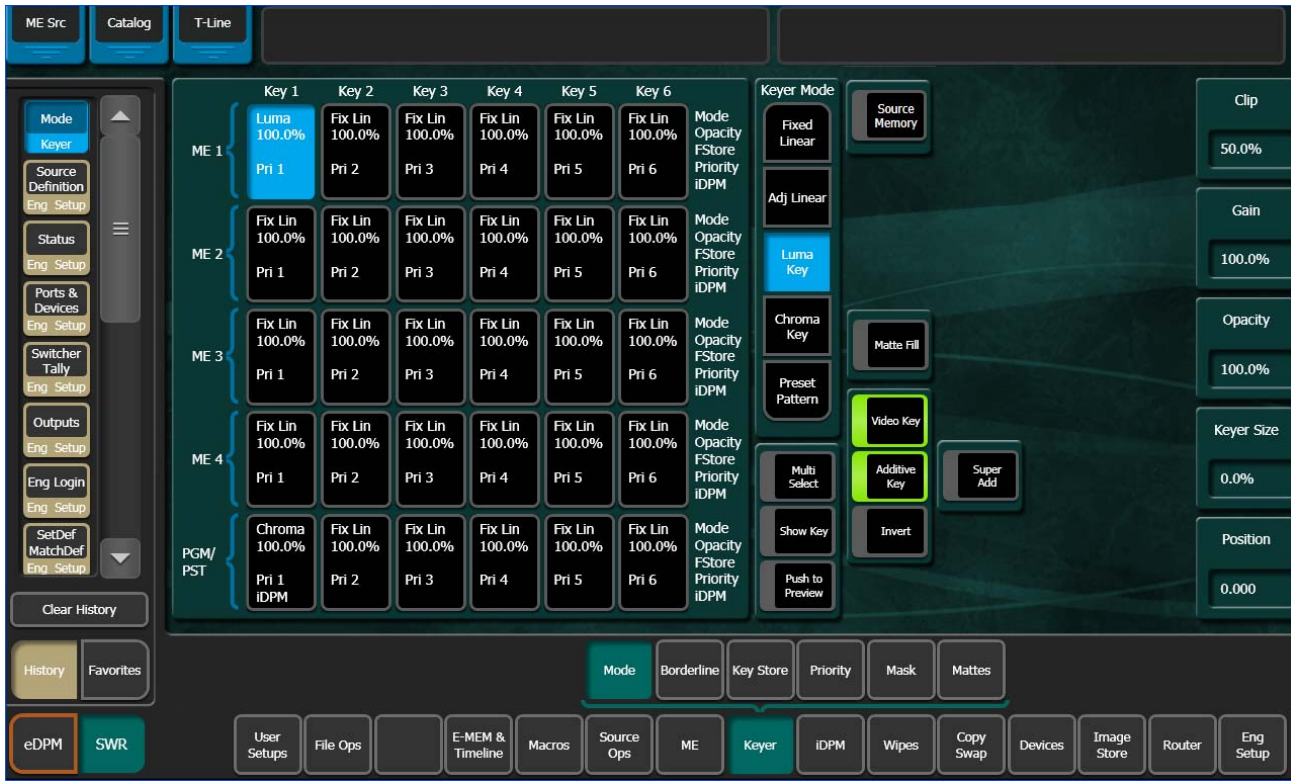 ME Src
Catalog
T-Line
Mode
Keyer
Source
Definition
Eng Setup
Status
Eng Setup
Ports &
Devices
Eng Setup
Switcher
Tally
Eng Setup
Outputs
Eng Setup
Eng Login
Eng Setup
SetDef
MatchDef
Eng Setup
Clear History
History
Favorites
eDPM
SWR
Key 1 Key 2 Key 3 Key 4 Key 5 Key 6
ME 1
Luma Fix Lin Fix Lin Fix Lin Fix Lin Fix Lin Mode
100.0% 100.0% 100.0% 100.0% 100.0% 100.0% Opacity
FStore
Pri 1 Pri 2 Pri 3 Pri 4 Pri 5 Pri 6 Priority
iDPM
ME 2
Fix Lin Fix Lin Fix Lin Fix Lin Fix Lin Fix Lin Mode
100.0% 100.0% 100.0% 100.0% 100.0% 100.0% Opacity
FStore
Pri 1 Pri 2 Pri 3 Pri 4 Pri 5 Pri 6 Priority
iDPM
ME 3
Fix Lin Fix Lin Fix Lin Fix Lin Fix Lin Fix Lin Mode
100.0% 100.0% 100.0% 100.0% 100.0% 100.0% Opacity
FStore
Pri 1 Pri 2 Pri 3 Pri 4 Pri 5 Pri 6 Priority
iDPM
ME 4
Fix Lin Fix Lin Fix Lin Fix Lin Fix Lin Fix Lin Mode
100.0% 100.0% 100.0% 100.0% 100.0% 100.0% Opacity
FStore
Pri 1 Pri 2 Pri 3 Pri 4 Pri 5 Pri 6 Priority
iDPM
PGM/
PST
Chroma Fix Lin Fix Lin Fix Lin Fix Lin Fix Lin Mode
100.0% 100.0% 100.0% 100.0% 100.0% 100.0% Opacity
FStore
Pri 1 Pri 2 Pri 3 Pri 4 Pri 5 Pri 6 Priority
iDPM iDPM
Keyer Mode
Fixed
Linear
Adj Linear
Luma
Key
Chroma
Key
Preset
Pattern
Multi
Select
Show Key
Push to
Preview
Source
Memory
Matte Fill
Video Key
Additive
Key
Invert
Super
Add
Clip
50.0%
Gain
100.0%
Opacity
100.0%
Keyer Size
0.0%
Position
0.000
Mode
Borderline
Key Store
Priority
Mask
Mattes
User
Setups
File Ops
E-MEM &
Timeline
Macros
Source
Ops
ME
Keyer
iDPM
Wipes
Copy
Swap
Devices
Image
Store
Router
Eng
Setup